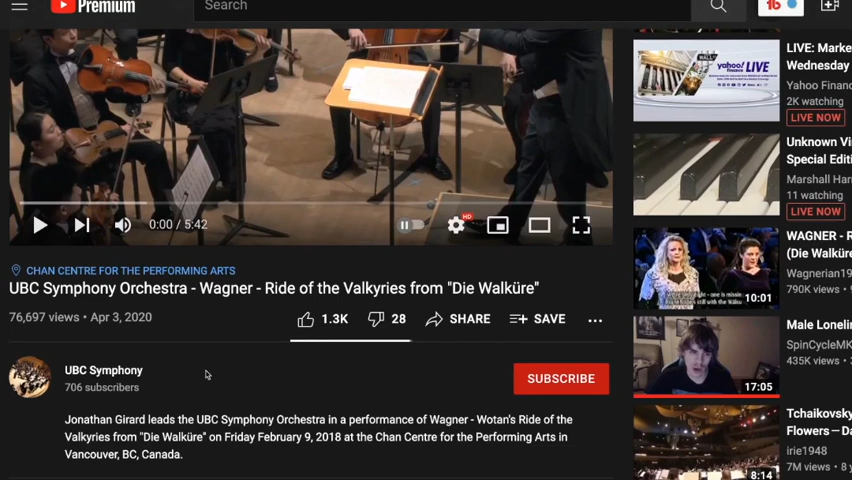 Premium
Search
0:00 / 5:42
HD
CHAN CENTRE FOR THE PERFORMING ARTS
UBC Symphony Orchestra - Wagner - Ride of the Valkyries from "Die Walküre"
76,697 views • Apr 3, 2020
1.3K
28
SHARE
SAVE
UBC Symphony
706 subscribers
SUBSCRIBE
Jonathan Girard leads the UBC Symphony Orchestra in a performance of Wagner - Wotan's Ride of the
Valkyries from "Die Walküre" on Friday February 9, 2018 at the Chan Centre for the Performing Arts in
Vancouver, BC, Canada.
yahoo!
finance LIVE
LIVE: Marke
Wednesday
Yahoo Financ
2K watching
LIVE NOW
Unknown Vi
Special Editi
Marshall Har
11 watching
LIVE NOW
10:01
WAGNER - R
(Die Walküre
Wagnerian19
790K views •
17:05
Male Loneli
SpinCycleMK
435K views •
8:14
Tchaikovsky
Flowers – Da
irie1948
7M views • 8 y